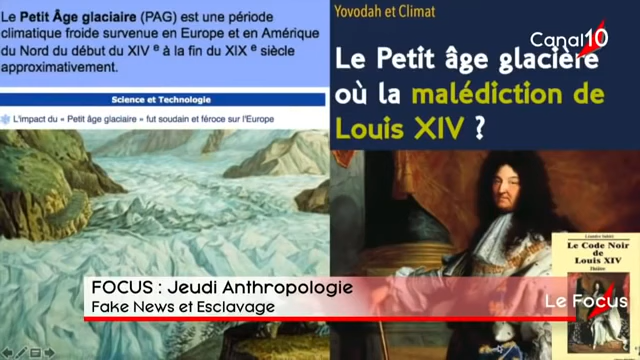 Le Petit Âge glaciaire (PAG) est une période
climatique froide survenue en Europe et en Amérique
du Nord du début du XIV e à la fin du XIX e siècle
approximativement.
Science et Technologie
L'impact du « Petit âge glaciaire » fut soudain et féroce sur l'Europe
Yovodah et Climat
Canal10
Le Petit âge glacière
où la malédiction de
Louis XIV ?
Le Code Noir
de
Louis XIV
Théâtre
FOCUS : Jeudi Anthropologie
Fake News et Esclavage
Le Focus